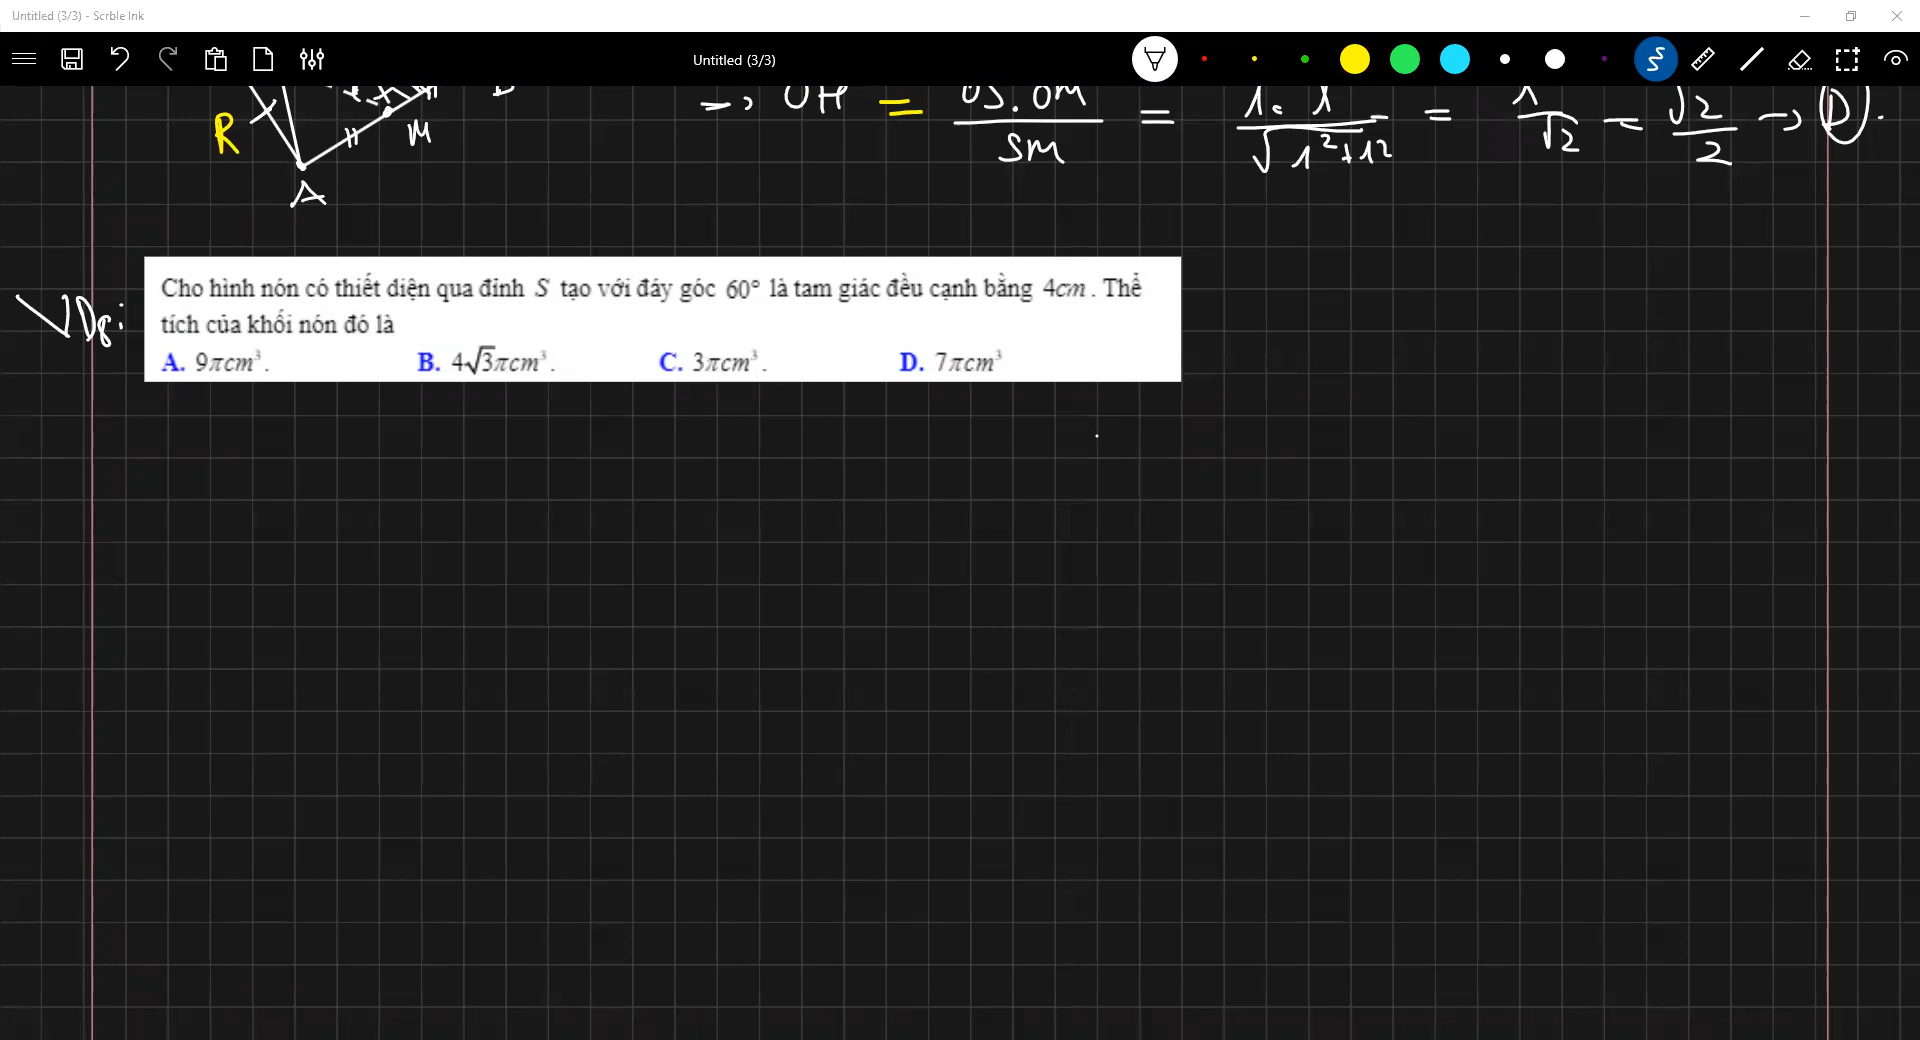 Untitled (3/3) - Scrble Ink
Untitled (3/3)
R
M
A
→ OH = OS.OM / SM = 1.1 / √1²+1² = 1 / √2 = √2 / 2 → D.
VD8:
Cho hình nón có thiết diện qua đỉnh S tạo với đáy góc 60° là tam giác đều cạnh bằng 4cm. Thể
tích của khối nón đó là
A. 9πcm³. B. 4√3πcm³. C. 3πcm³. D. 7πcm³